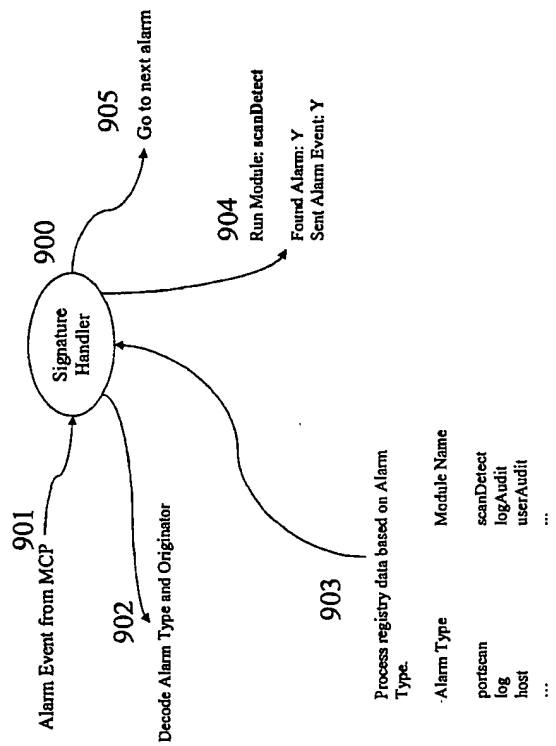 901
Alarm Event from MCP
900
Signature
Handler
905
Go to next alarm
902
Decode Alarm Type and Originator
904
Run Module: scanDetect
Found Alarm: Y
Sent Alarm Event: Y
903
Process registry data based on Alarm
Type.
Alarm Type Module Name
portscan scanDetect
log logAudit
host userAudit
... ...